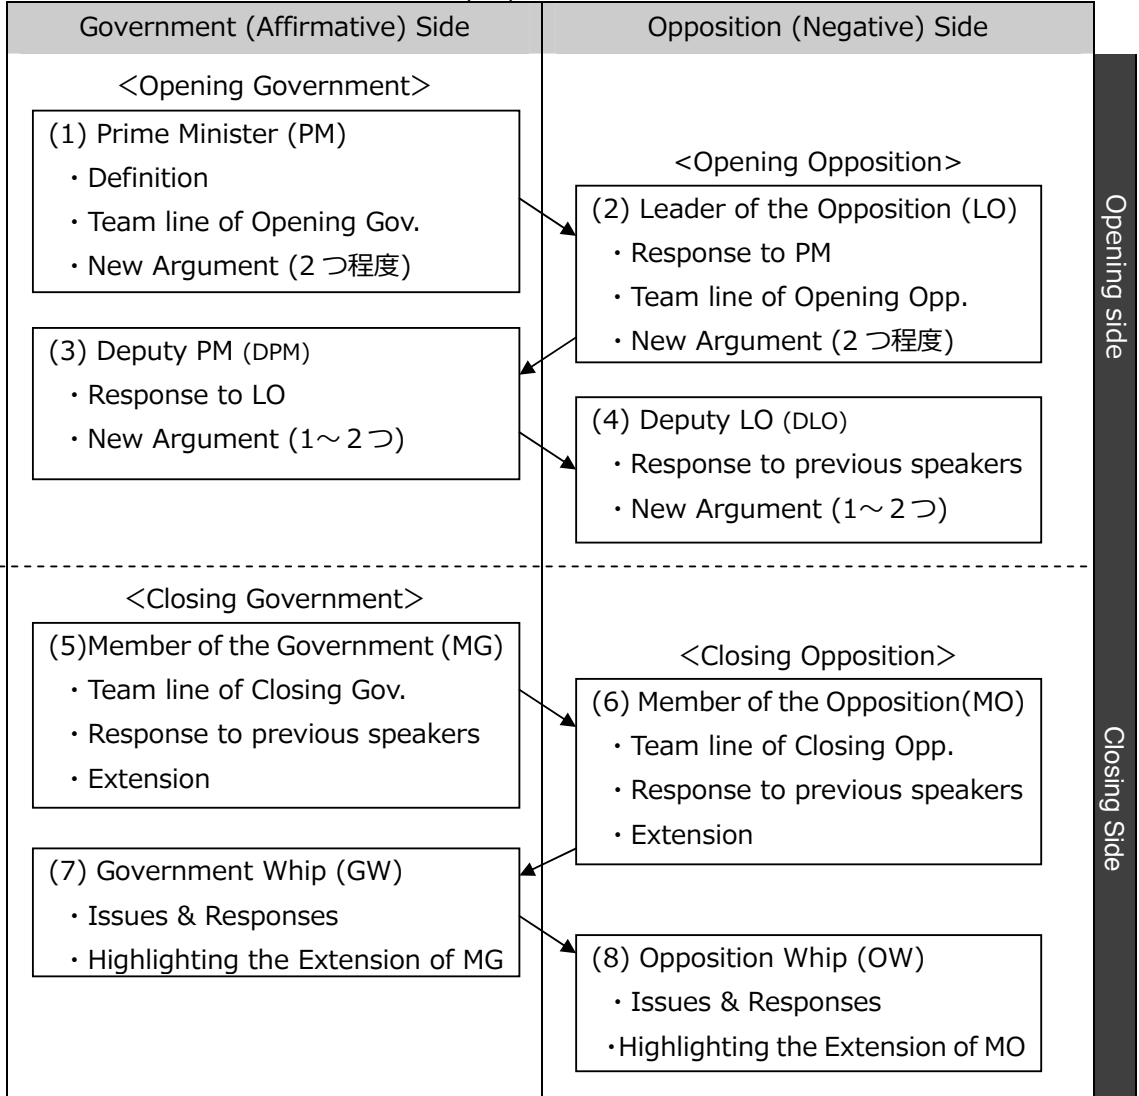 Government (Affirmative) Side
Opposition (Negative) Side
<Opening Government>
(1) Prime Minister (PM)
・Definition
・Team line of Opening Gov.
・New Argument (2 つ程度)
<Opening Opposition>
(2) Leader of the Opposition (LO)
・Response to PM
・Team line of Opening Opp.
・New Argument (2 つ程度)
(3) Deputy PM (DPM)
・Response to LO
・New Argument (1～2 つ)
(4) Deputy LO (DLO)
・Response to previous speakers
・New Argument (1～2 つ)
Opening side
<Closing Government>
(5)Member of the Government (MG)
・Team line of Closing Gov.
・Response to previous speakers
・Extension
<Closing Opposition>
(6) Member of the Opposition(MO)
・Team line of Closing Opp.
・Response to previous speakers
・Extension
(7) Government Whip (GW)
・Issues & Responses
・Highlighting the Extension of MG
(8) Opposition Whip (OW)
・Issues & Responses
・Highlighting the Extension of MO
Closing Side